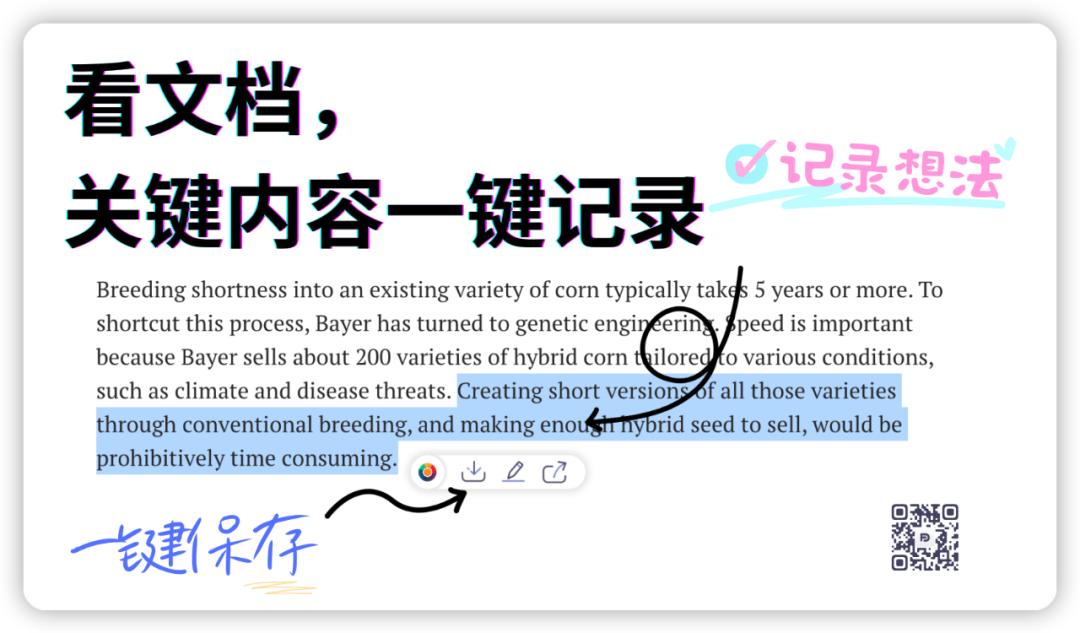 看文档，
关键内容一键记录
记录想法
Breeding shortness into an existing variety of corn typically takes 5 years or more. To
shortcut this process, Bayer has turned to genetic engineering. Speed is important
because Bayer sells about 200 varieties of hybrid corn tailored to various conditions,
such as climate and disease threats. Creating short versions of all those varieties
through conventional breeding, and making enough hybrid seed to sell, would be
prohibitively time consuming.
一键保存